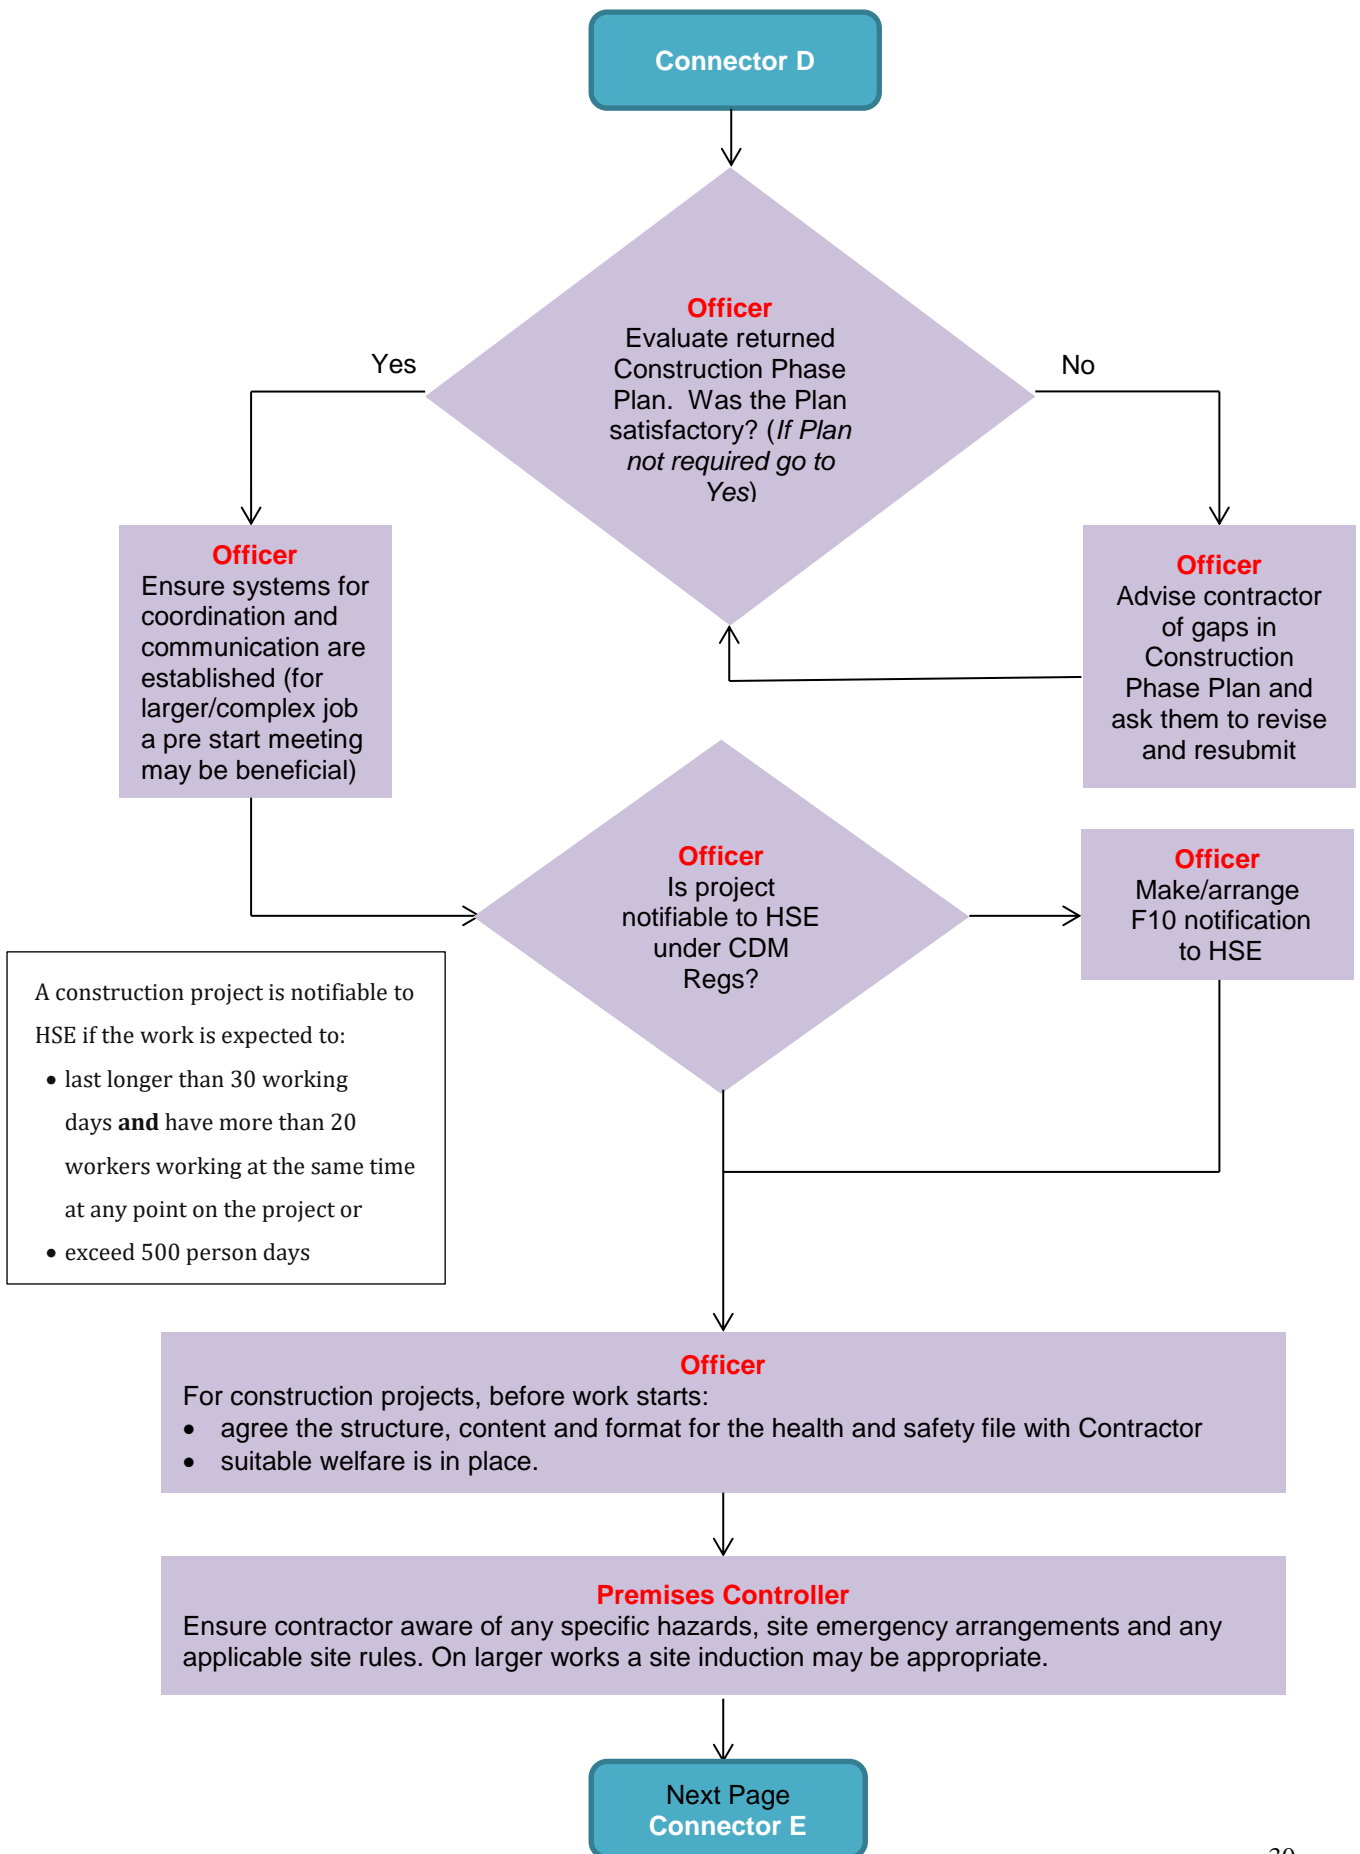 Connector D
Officer
Evaluate returned
Construction Phase
Plan.  Was the Plan
satisfactory? (If Plan
not required go to
Yes)
Yes
No
Officer
Ensure systems for
coordination and
communication are
established (for
larger/complex job
a pre start meeting
may be beneficial)
Officer
Advise contractor
of gaps in
Construction
Phase Plan and
ask them to revise
and resubmit
Officer
Is project
notifiable to HSE
under CDM
Regs?
Officer
Make/arrange
F10 notification
to HSE
A construction project is notifiable to
HSE if the work is expected to:
• last longer than 30 working
days and have more than 20
workers working at the same time
at any point on the project or
• exceed 500 person days
Officer
For construction projects, before work starts:
• agree the structure, content and format for the health and safety file with Contractor
• suitable welfare is in place.
Premises Controller
Ensure contractor aware of any specific hazards, site emergency arrangements and any
applicable site rules. On larger works a site induction may be appropriate.
Next Page
Connector E
30